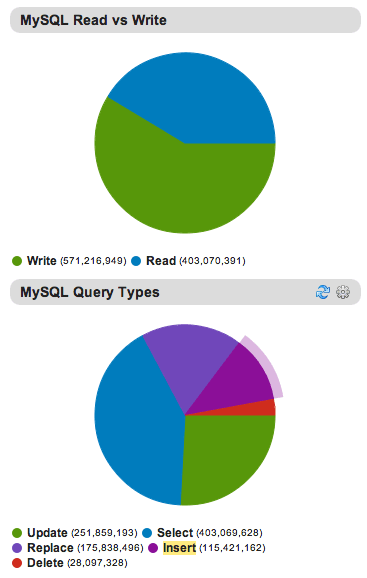 MySQL Read vs Write
Write (571,216,949) Read (403,070,391)
MySQL Query Types
Update (251,859,193) Select (403,069,628)
Replace (175,838,496) Insert (115,421,162)
Delete (28,097,328)